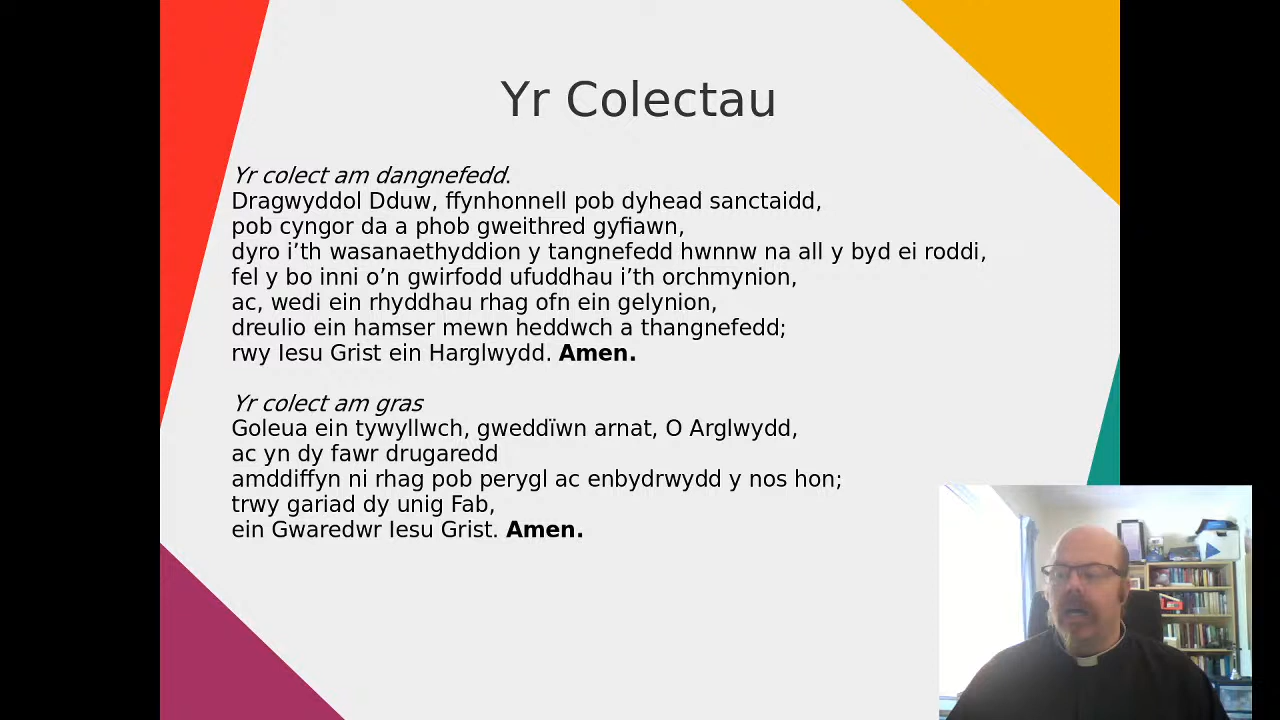 Yr Colectau
Yr colect am dangnefedd.
Dragwyddol Dduw, ffynhonnell pob dyhead sanctaidd,
pob cyngor da a phob gweithred gyfiawn,
dyro i’th wasanaethyddion y tangnefedd hwnnw na all y byd ei roddi,
fel y bo inni o’n gwirfodd ufuddhau i’th orchmynion,
ac, wedi ein rhyddhau rhag ofn ein gelynion,
dreulio ein hamser mewn heddwch a thangnefedd;
rwy Iesu Grist ein Harglwydd. Amen.
Yr colect am gras
Goleua ein tywyllwch, gweddïwn arnat, O Arglwydd,
ac yn dy fawr drugaredd
amddiffyn ni rhag pob perygl ac enbydrwydd y nos hon;
trwy gariad dy unig Fab,
ein Gwaredwr Iesu Grist. Amen.